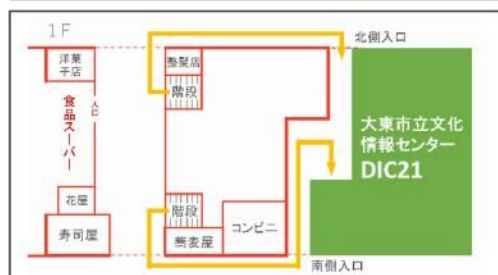 1F
北側入口
洋菓
子店
食品スーパー
入口
花屋
寿司屋
整髪店
階段
階段
蕎麦屋
コンビニ
大東市立文化
情報センター
DIC21
南側入口